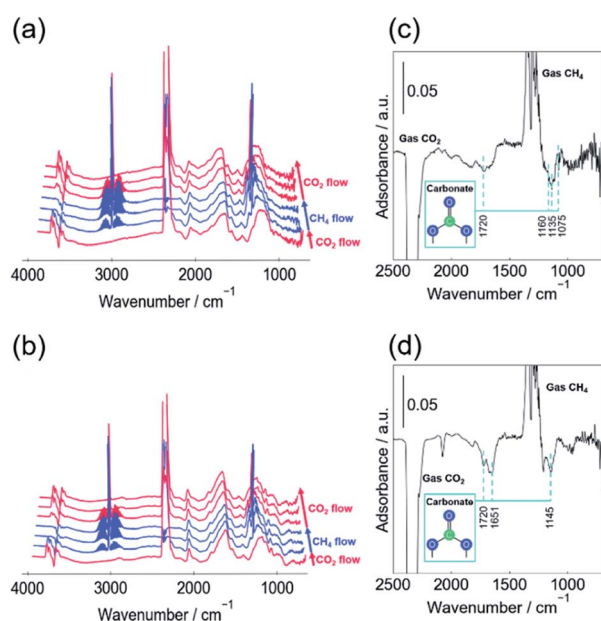 (a)
CO2 flow
CH4 flow
CO2 flow
4000 3000 2000 1000
Wavenumber / cm−1
(b)
CO2 flow
CH4 flow
CO2 flow
4000 3000 2000 1000
Wavenumber / cm−1
(c)
Absorbance / a.u.
0.05
Gas CH4
Gas CO2
Carbonate
O
C
O O
1720
1160
1135
1075
2500 2000 1500 1000
Wavenumber / cm−1
(d)
Absorbance / a.u.
0.05
Gas CH4
Gas CO2
Carbonate
O
C
O O
1720
1651
1145
2500 2000 1500 1000
Wavenumber / cm−1